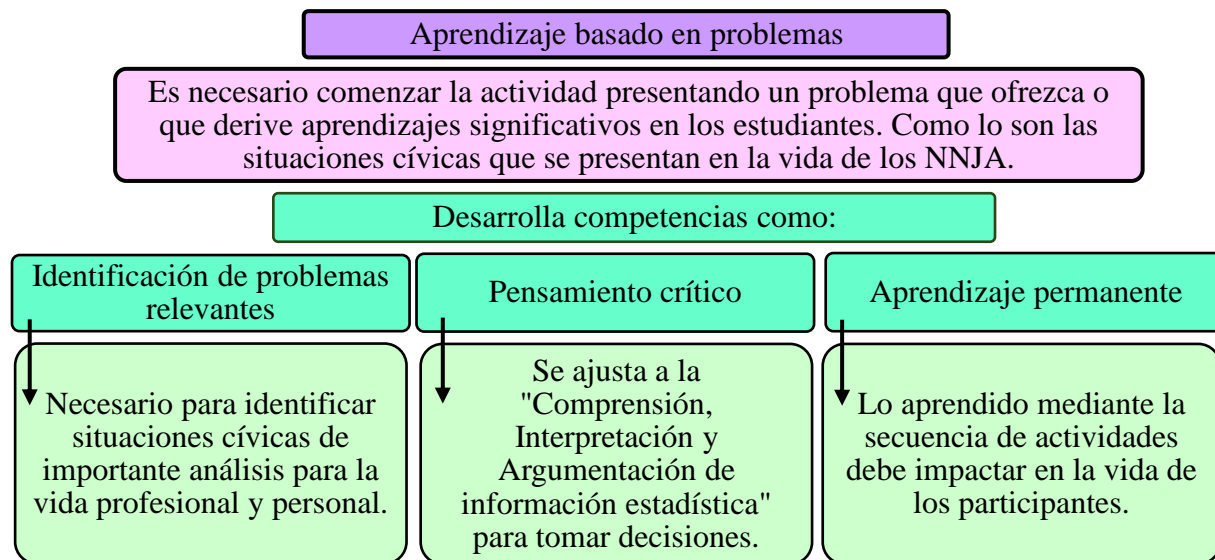 Aprendizaje basado en problemas
Es necesario comenzar la actividad presentando un problema que ofrezca o
que derive aprendizajes significativos en los estudiantes. Como lo son las
situaciones cívicas que se presentan en la vida de los NNJA.
Desarrolla competencias como:
Identificación de problemas
relevantes
Necesario para identificar
situaciones cívicas de
importante análisis para la
vida profesional y personal.
Pensamiento crítico
Se ajusta a la
"Comprensión,
Interpretación y
Argumentación de
información estadística"
para tomar decisiones.
Aprendizaje permanente
Lo aprendido mediante la
secuencia de actividades
debe impactar en la vida de
los participantes.